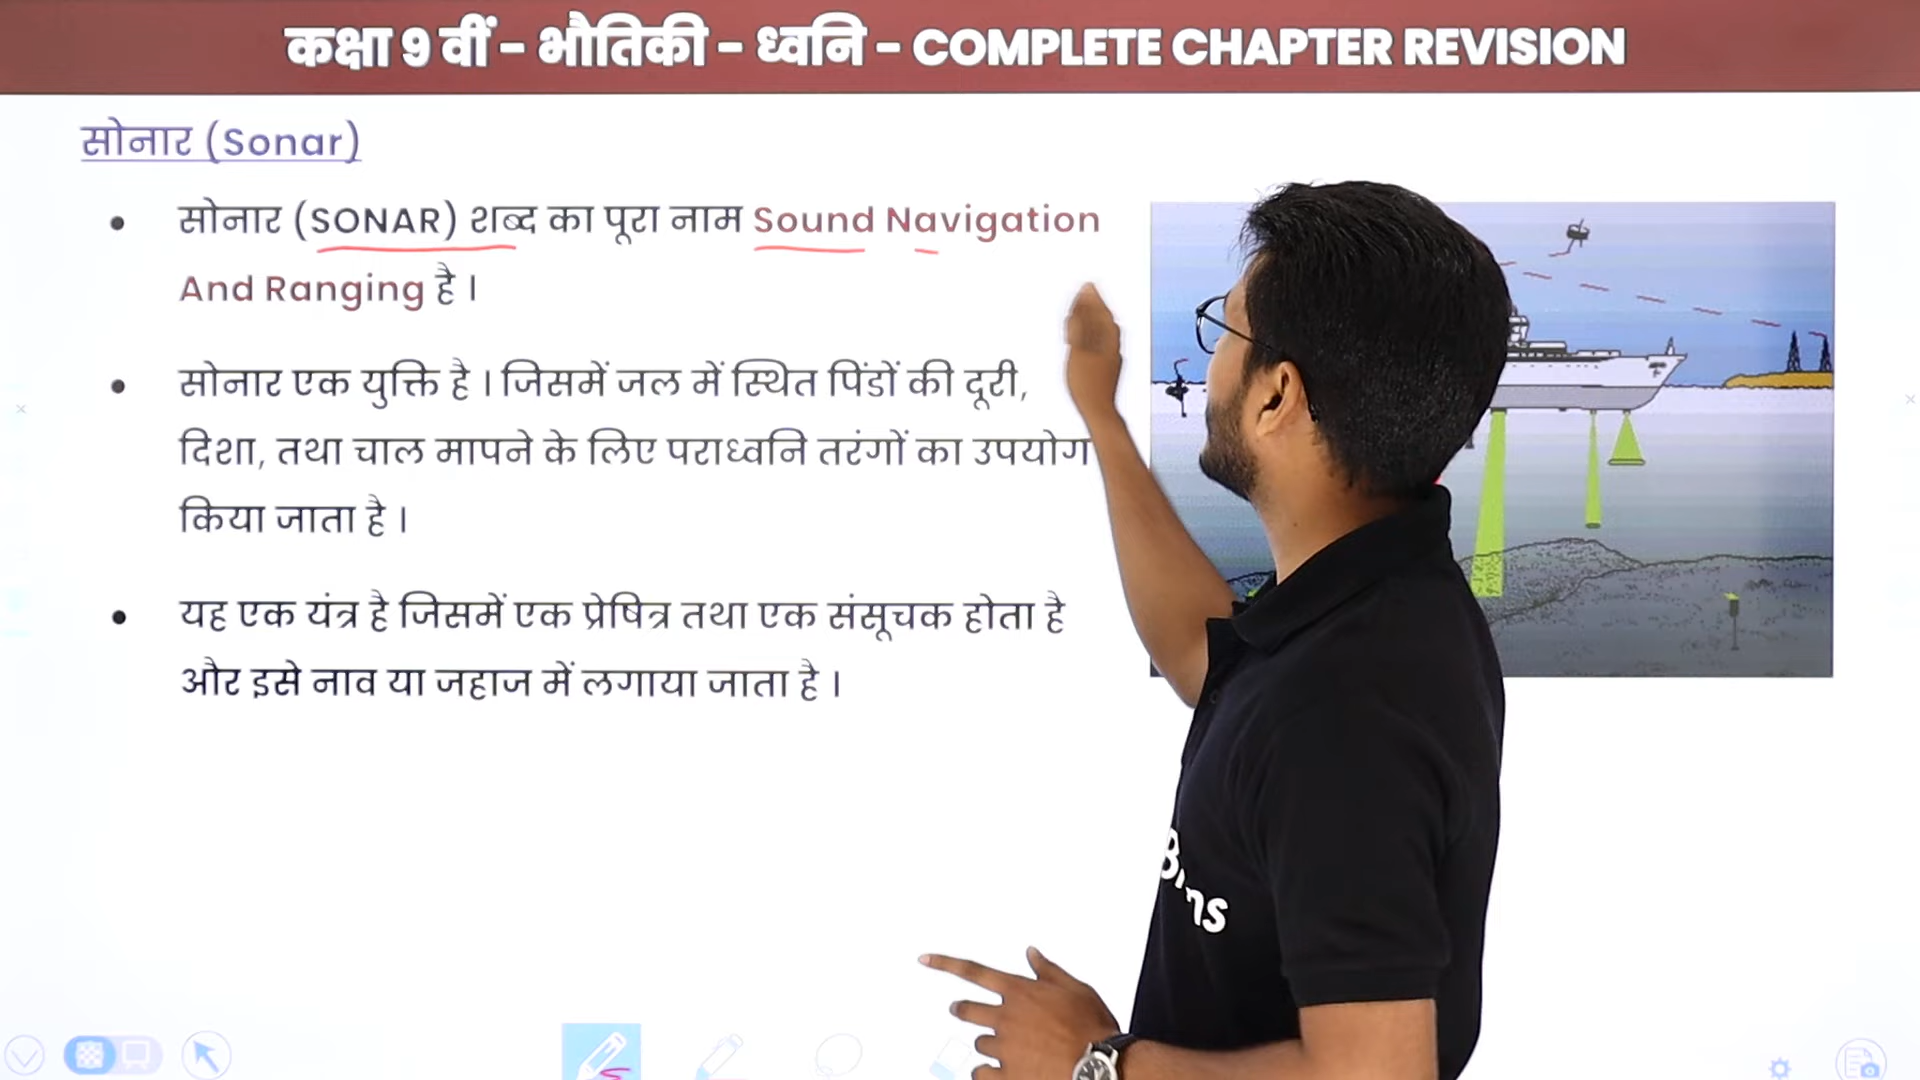 कक्षा 9 वीं - भौतिकी - ध्वनि - COMPLETE CHAPTER REVISION
सोनार (Sonar)
• सोनार (SONAR) शब्द का पूरा नाम Sound Navigation
And Ranging है ।
• सोनार एक युक्ति है । जिसमें जल में स्थित पिंडों की दूरी,
दिशा, तथा चाल मापने के लिए पराध्वनि तरंगों का उपयोग
किया जाता है ।
• यह एक यंत्र है जिसमें एक प्रेषित्र तथा एक संसूचक होता है
और इसे नाव या जहाज में लगाया जाता है ।